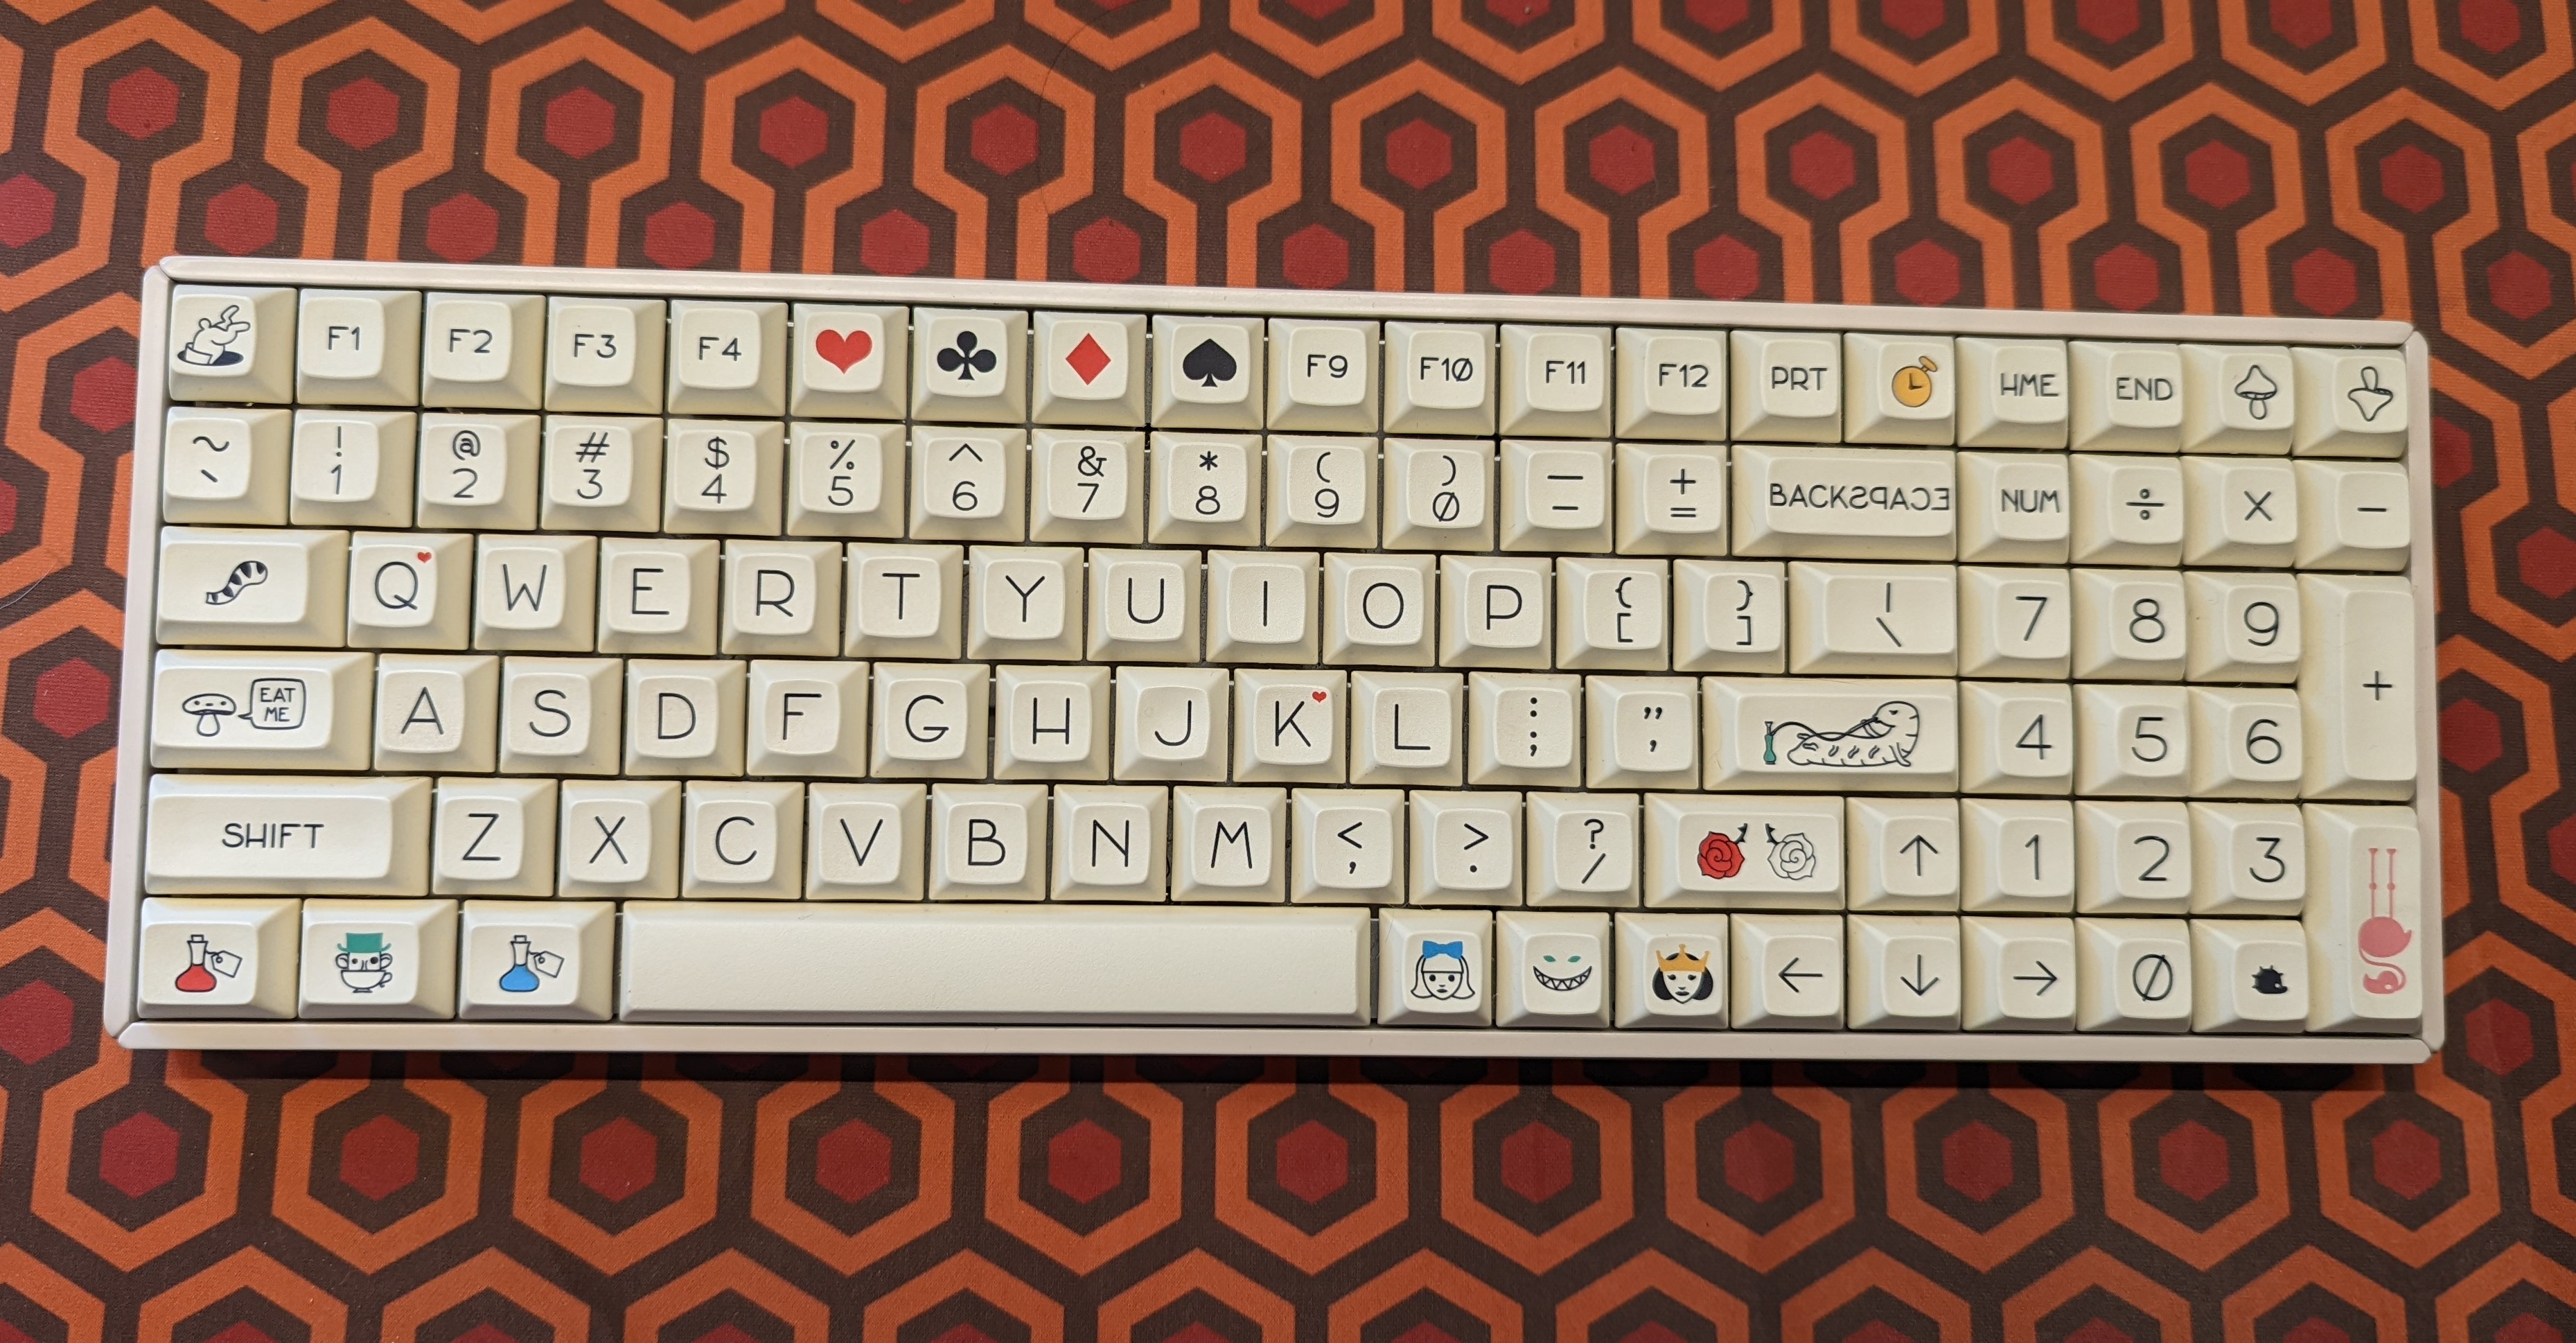 F1 F2 F3 F4 F9 F10 F11 F12 PRT HME END
~ ! @ # $ % ^ & * ( ) — +
` 1 2 3 4 5 6 7 8 9 0 – = BACKSPACE NUM ÷ X −
Q W E R T Y U I O P { [ } ] | \ 7 8 9 +
EAT
ME
A S D F G H J K L : ; " ' 4 5 6
SHIFT Z X C V B N M < , > . ? / ↑ 1 2 3
← ↓ → 0